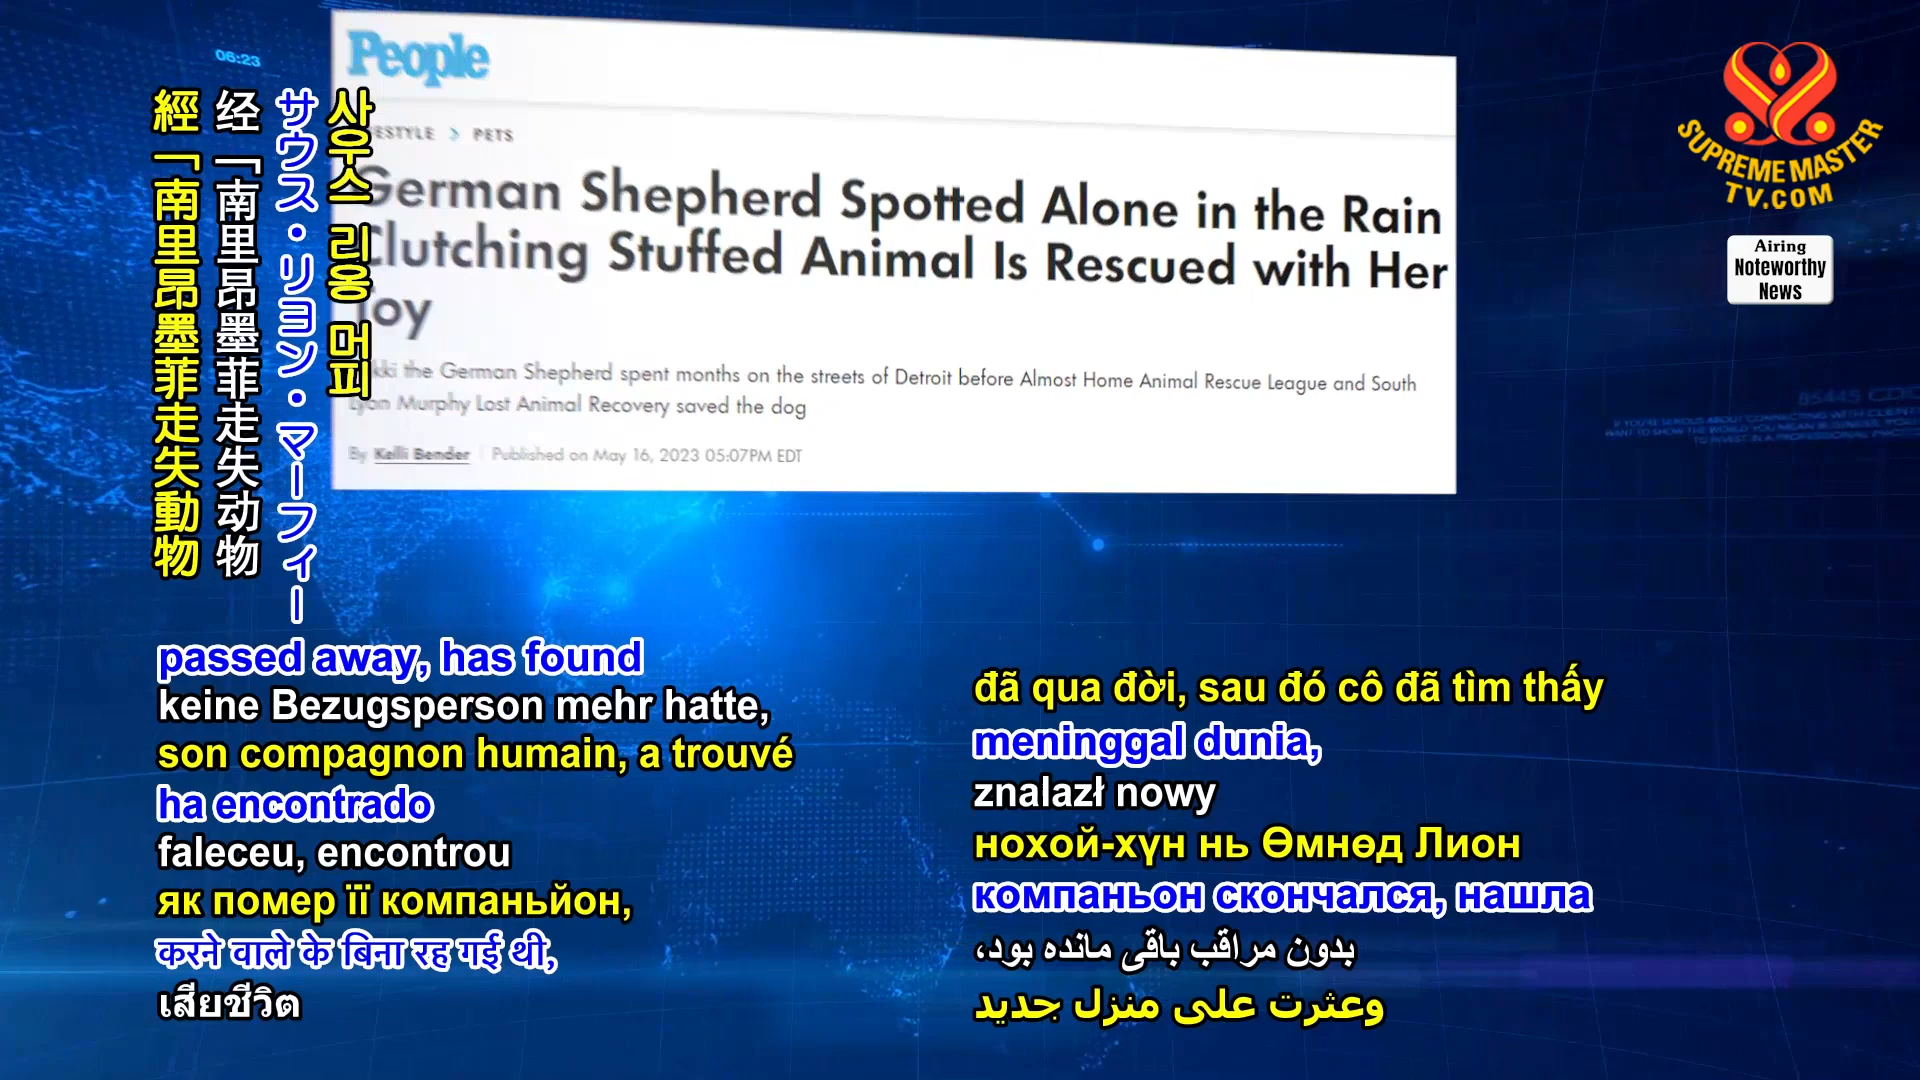 06:23
People
ESTYLE > PETS
German Shepherd Spotted Alone in the Rain
Clutching Stuffed Animal Is Rescued with Her
Toy
kki the German Shepherd spent months on the streets of Detroit before Almost Home Animal Rescue League and South
Lyon Murphy Lost Animal Recovery saved the dog
By Kelli Bender | Published on May 16, 2023 05:07PM EDT
SUPREME MASTER
TV.COM
Airing
Noteworthy
News
經「南里昂墨菲走失動物
经「南里昂墨菲走失动物
サウス・リヨン・マーフィー
사우스 리옹 머피
passed away, has found
keine Bezugsperson mehr hatte,
son compagnon humain, a trouvé
ha encontrado
faleceu, encontrou
як помер її компаньйон,
करने वाले के बिना रह गई थी,
เสียชีวิต
đã qua đời, sau đó cô đã tìm thấy
meninggal dunia,
znalazł nowy
нохой-хүн нь Өмнөд Лион
компаньон скончался, нашла
بدون مراقب باقی مانده بود،
وعثرت على منزل جديد